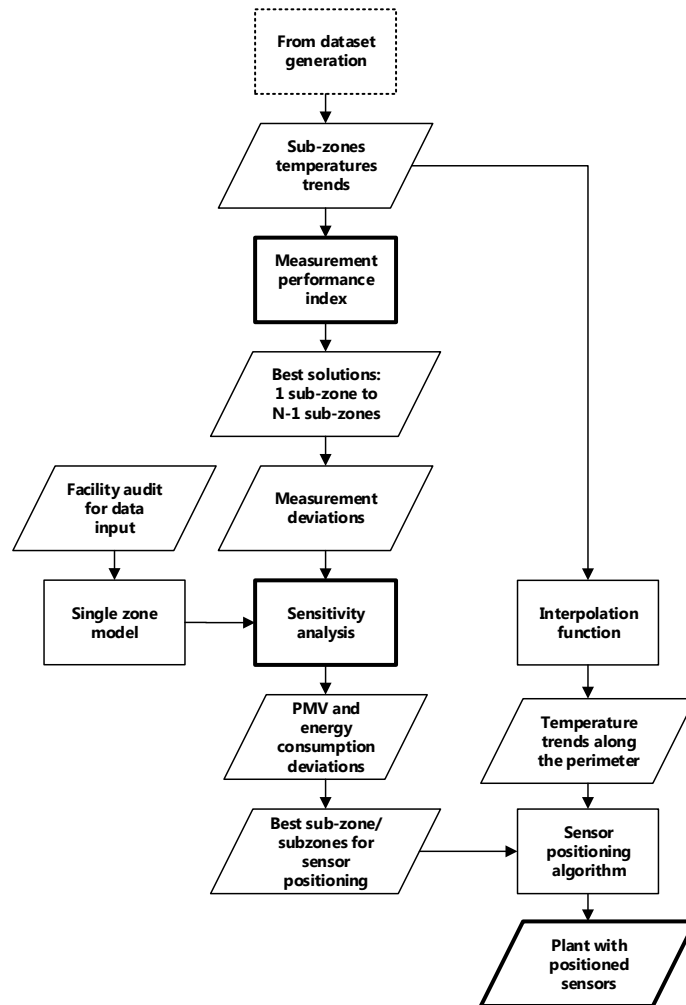 From dataset
generation
Sub-zones
temperatures
trends
Measurement
performance
index
Best solutions:
1 sub-zone to
N-1 sub-zones
Facility audit
for data
input
Measurement
deviations
Single zone
model
Sensitivity
analysis
Interpolation
function
PMV and
energy
consumption
deviations
Temperature
trends along
the perimeter
Best sub-zone/
subzones for
sensor
positioning
Sensor
positioning
algorithm
Plant with
positioned
sensors